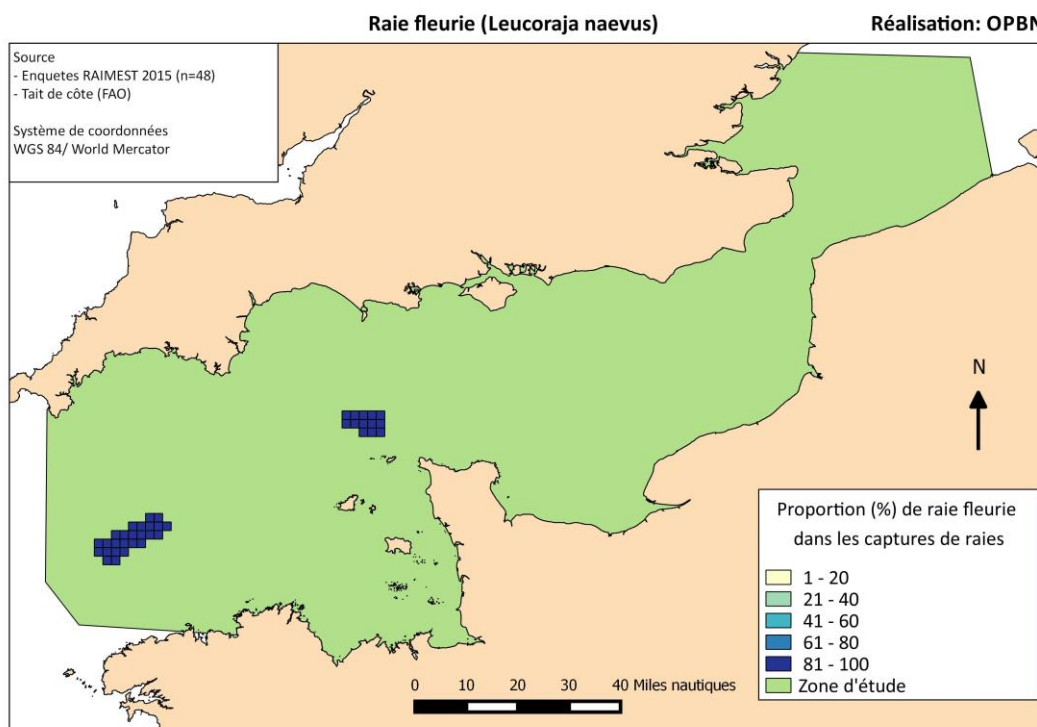 Raie fleurie (Leucoraja naevus)
Réalisation: OPBN
Source
- Enquetes RAIMEST 2015 (n=48)
- Tait de côte (FAO)
Système de coordonnées
WGS 84/ World Mercator
N
Proportion (%) de raie fleurie
dans les captures de raies
1 - 20
21 - 40
41 - 60
61 - 80
81 - 100
Zone d'étude
0 10 20 30 40 Miles nautiques